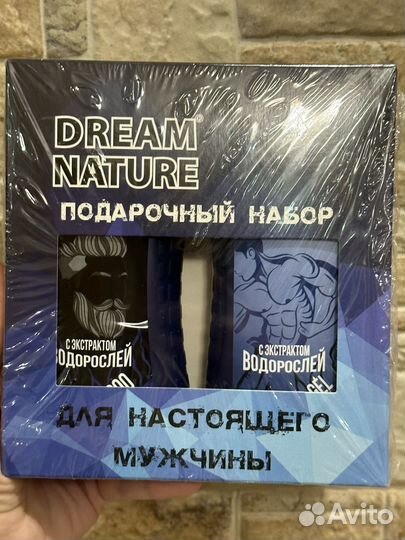 DREAM®
NATURE
ПОДАРОЧНЫЙ НАБОР
С ЭКСТРАКТОМ
ВОДОРОСЛЕЙ
С ЭКСТРАКТОМ
ВОДОРОСЛЕЙ
ДЛЯ НАСТОЯЩЕГО
МУЖЧИНЫ
Avito